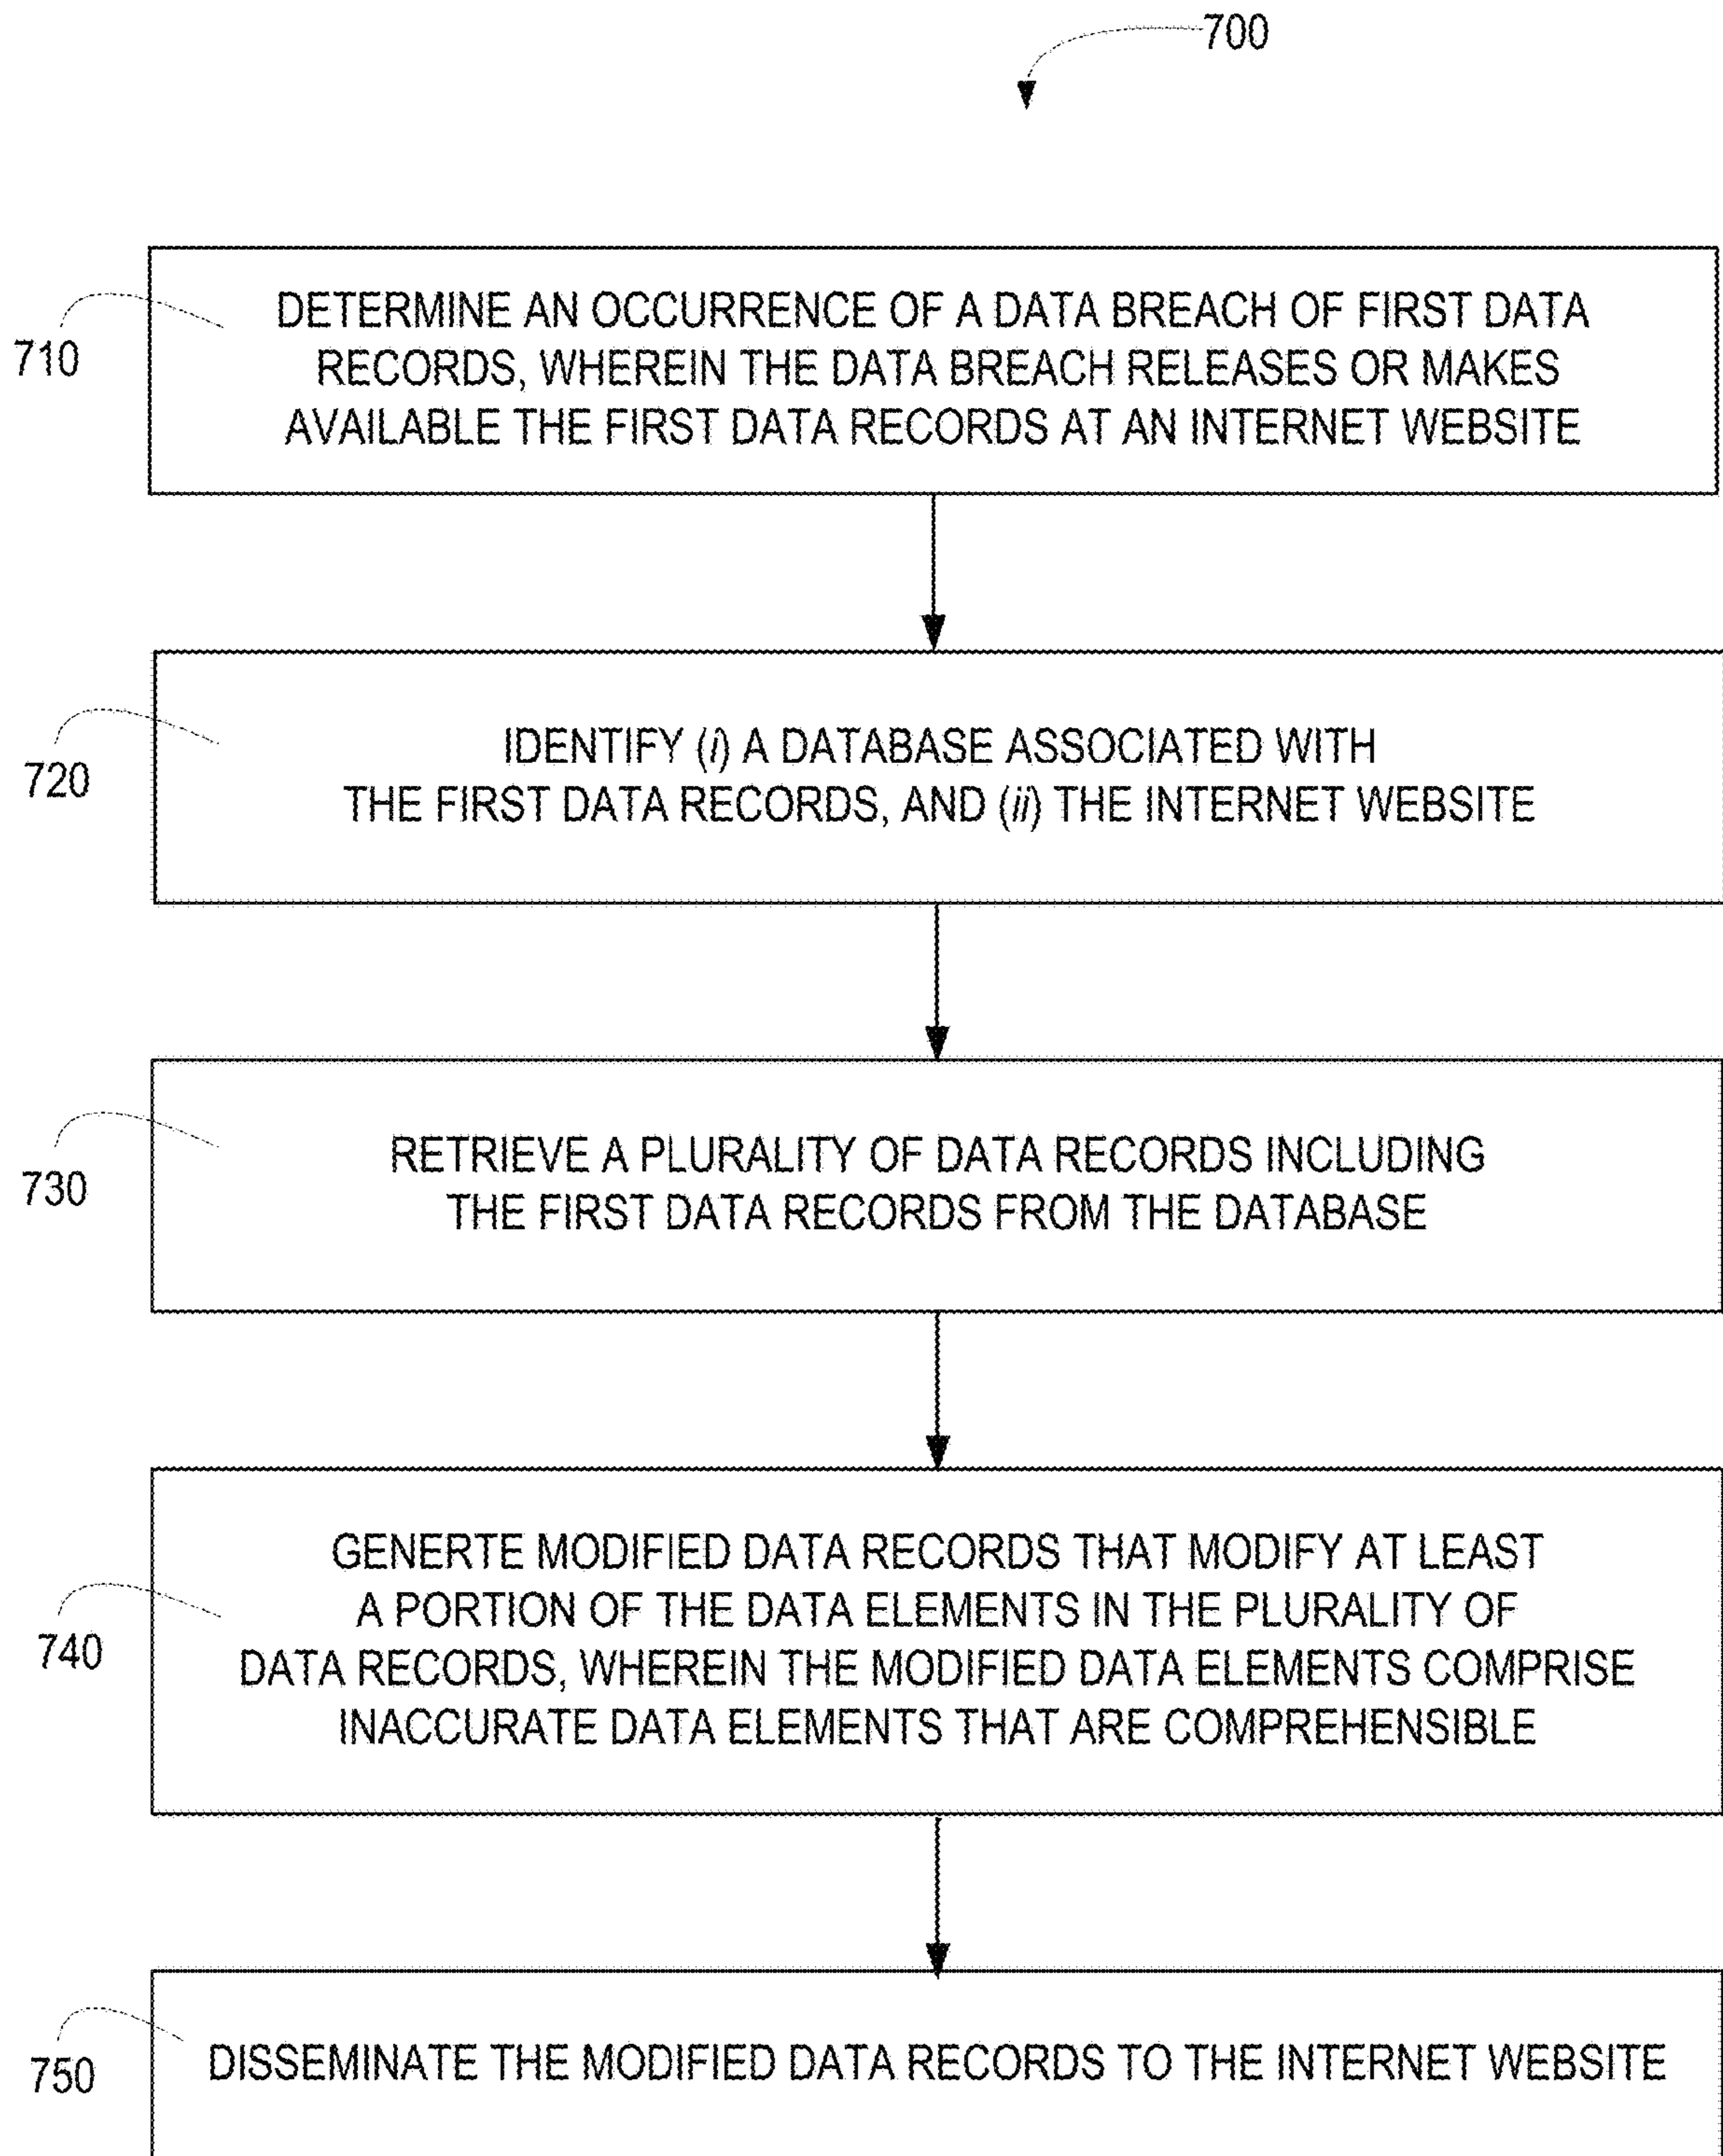 700
710
DETERMINE AN OCCURRENCE OF A DATA BREACH OF FIRST DATA
RECORDS, WHEREIN THE DATA BREACH RELEASES OR MAKES
AVAILABLE THE FIRST DATA RECORDS AT AN INTERNET WEBSITE
720
IDENTIFY (i) A DATABASE ASSOCIATED WITH
THE FIRST DATA RECORDS, AND (ii) THE INTERNET WEBSITE
730
RETRIEVE A PLURALITY OF DATA RECORDS INCLUDING
THE FIRST DATA RECORDS FROM THE DATABASE
740
GENERTE MODIFIED DATA RECORDS THAT MODIFY AT LEAST
A PORTION OF THE DATA ELEMENTS IN THE PLURALITY OF
DATA RECORDS, WHEREIN THE MODIFIED DATA ELEMENTS COMPRISE
INACCURATE DATA ELEMENTS THAT ARE COMPREHENSIBLE
750
DISSEMINATE THE MODIFIED DATA RECORDS TO THE INTERNET WEBSITE